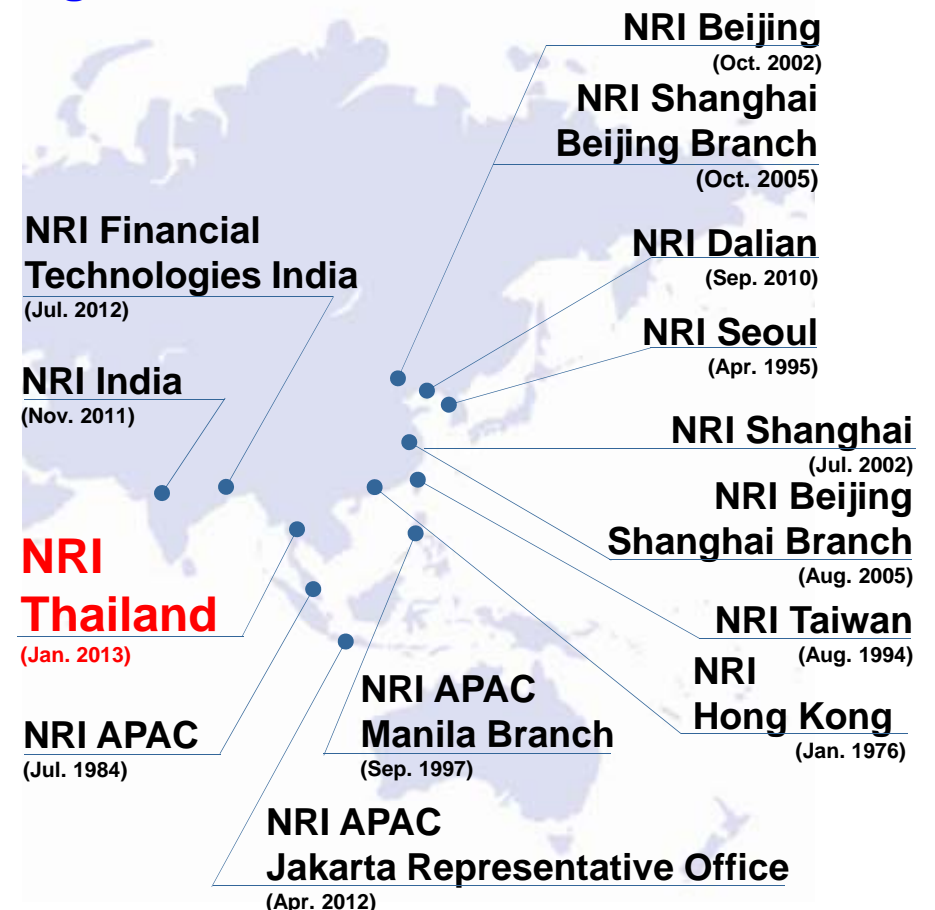 NRI Beijing
(Oct. 2002)
NRI Shanghai
Beijing Branch
(Oct. 2005)
NRI Financial
Technologies India
(Jul. 2012)
NRI Dalian
(Sep. 2010)
NRI Seoul
(Apr. 1995)
NRI India
(Nov. 2011)
NRI Shanghai
(Jul. 2002)
NRI Beijing
Shanghai Branch
(Aug. 2005)
NRI
Thailand
(Jan. 2013)
NRI Taiwan
(Aug. 1994)
NRI
Hong Kong
(Jan. 1976)
NRI APAC
Manila Branch
(Sep. 1997)
NRI APAC
(Jul. 1984)
NRI APAC
Jakarta Representative Office
(Apr. 2012)